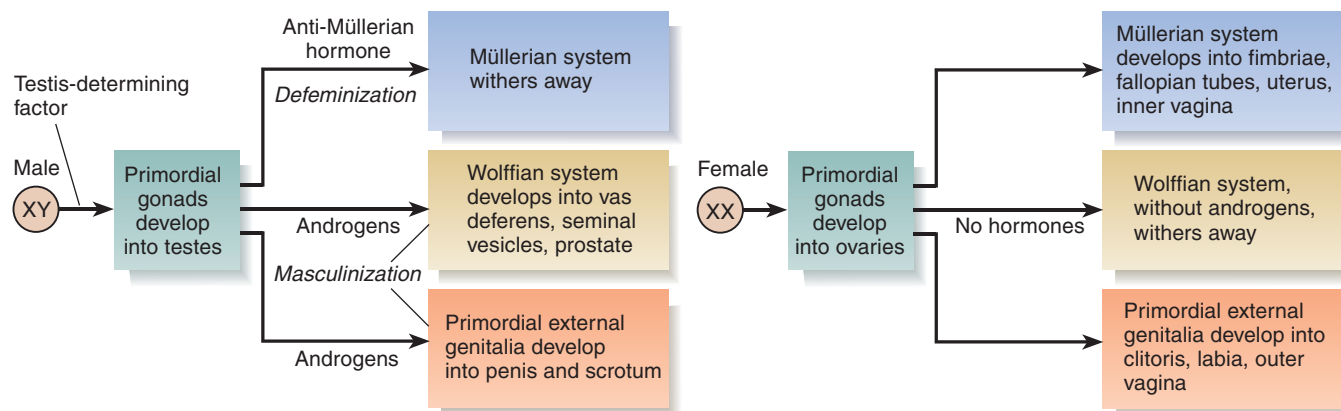 Testis-determining
factor
Male
XY
Primordial
gonads
develop
into testes
Anti-Müllerian
hormone
Defeminization
Androgens
Masculinization
Androgens
Müllerian system
withers away
Wolffian system
develops into vas
deferens, seminal
vesicles, prostate
Primordial external
genitalia develop
into penis and scrotum
Female
XX
Primordial
gonads
develop
into ovaries
No hormones
Müllerian system
develops into fimbriae,
fallopian tubes, uterus,
inner vagina
Wolffian system,
without androgens,
withers away
Primordial external
genitalia develop into
clitoris, labia, outer
vagina